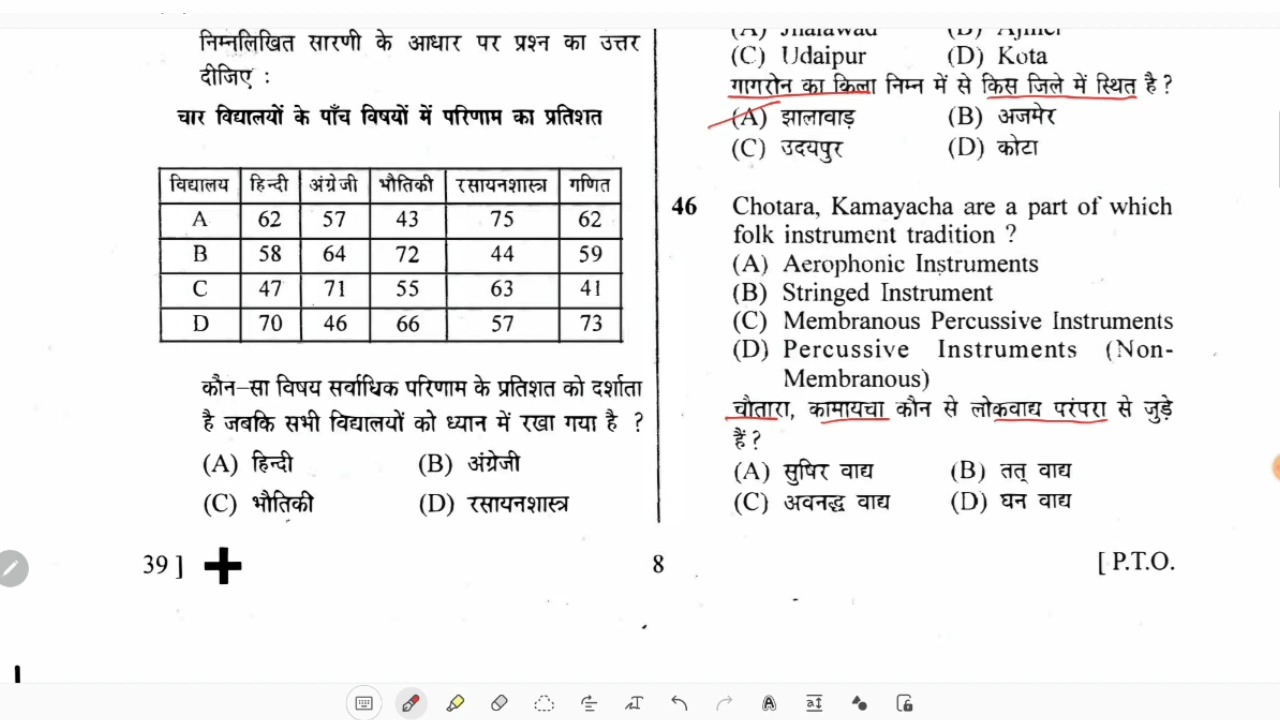 निम्नलिखित सारणी के आधार पर प्रश्न का उत्तर
दीजिए :
चार विद्यालयों के पाँच विषयों में परिणाम का प्रतिशत
विद्यालय हिन्दी अंग्रेजी भौतिकी रसायनशास्त्र गणित
A 62 57 43 75 62
B 58 64 72 44 59
C 47 71 55 63 41
D 70 46 66 57 73
कौन-सा विषय सर्वाधिक परिणाम के प्रतिशत को दर्शाता
है जबकि सभी विद्यालयों को ध्यान में रखा गया है ?
(A) हिन्दी (B) अंग्रेजी
(C) भौतिकी (D) रसायनशास्त्र
(A) Jhalawad (B) Ajmer
(C) Udaipur (D) Kota
गागरोन का किला निम्न में से किस जिले में स्थित है ?
(A) झालावाड़ (B) अजमेर
(C) उदयपुर (D) कोटा
46 Chotara, Kamayacha are a part of which
folk instrument tradition ?
(A) Aerophonic Instruments
(B) Stringed Instrument
(C) Membranous Percussive Instruments
(D) Percussive Instruments (Non-
Membranous)
चौतारा, कामायचा कौन से लोकवाद्य परंपरा से जुड़े
हैं ?
(A) सुषिर वाद्य (B) तत् वाद्य
(C) अवनद्ध वाद्य (D) घन वाद्य
39 ] 8 [ P.T.O.